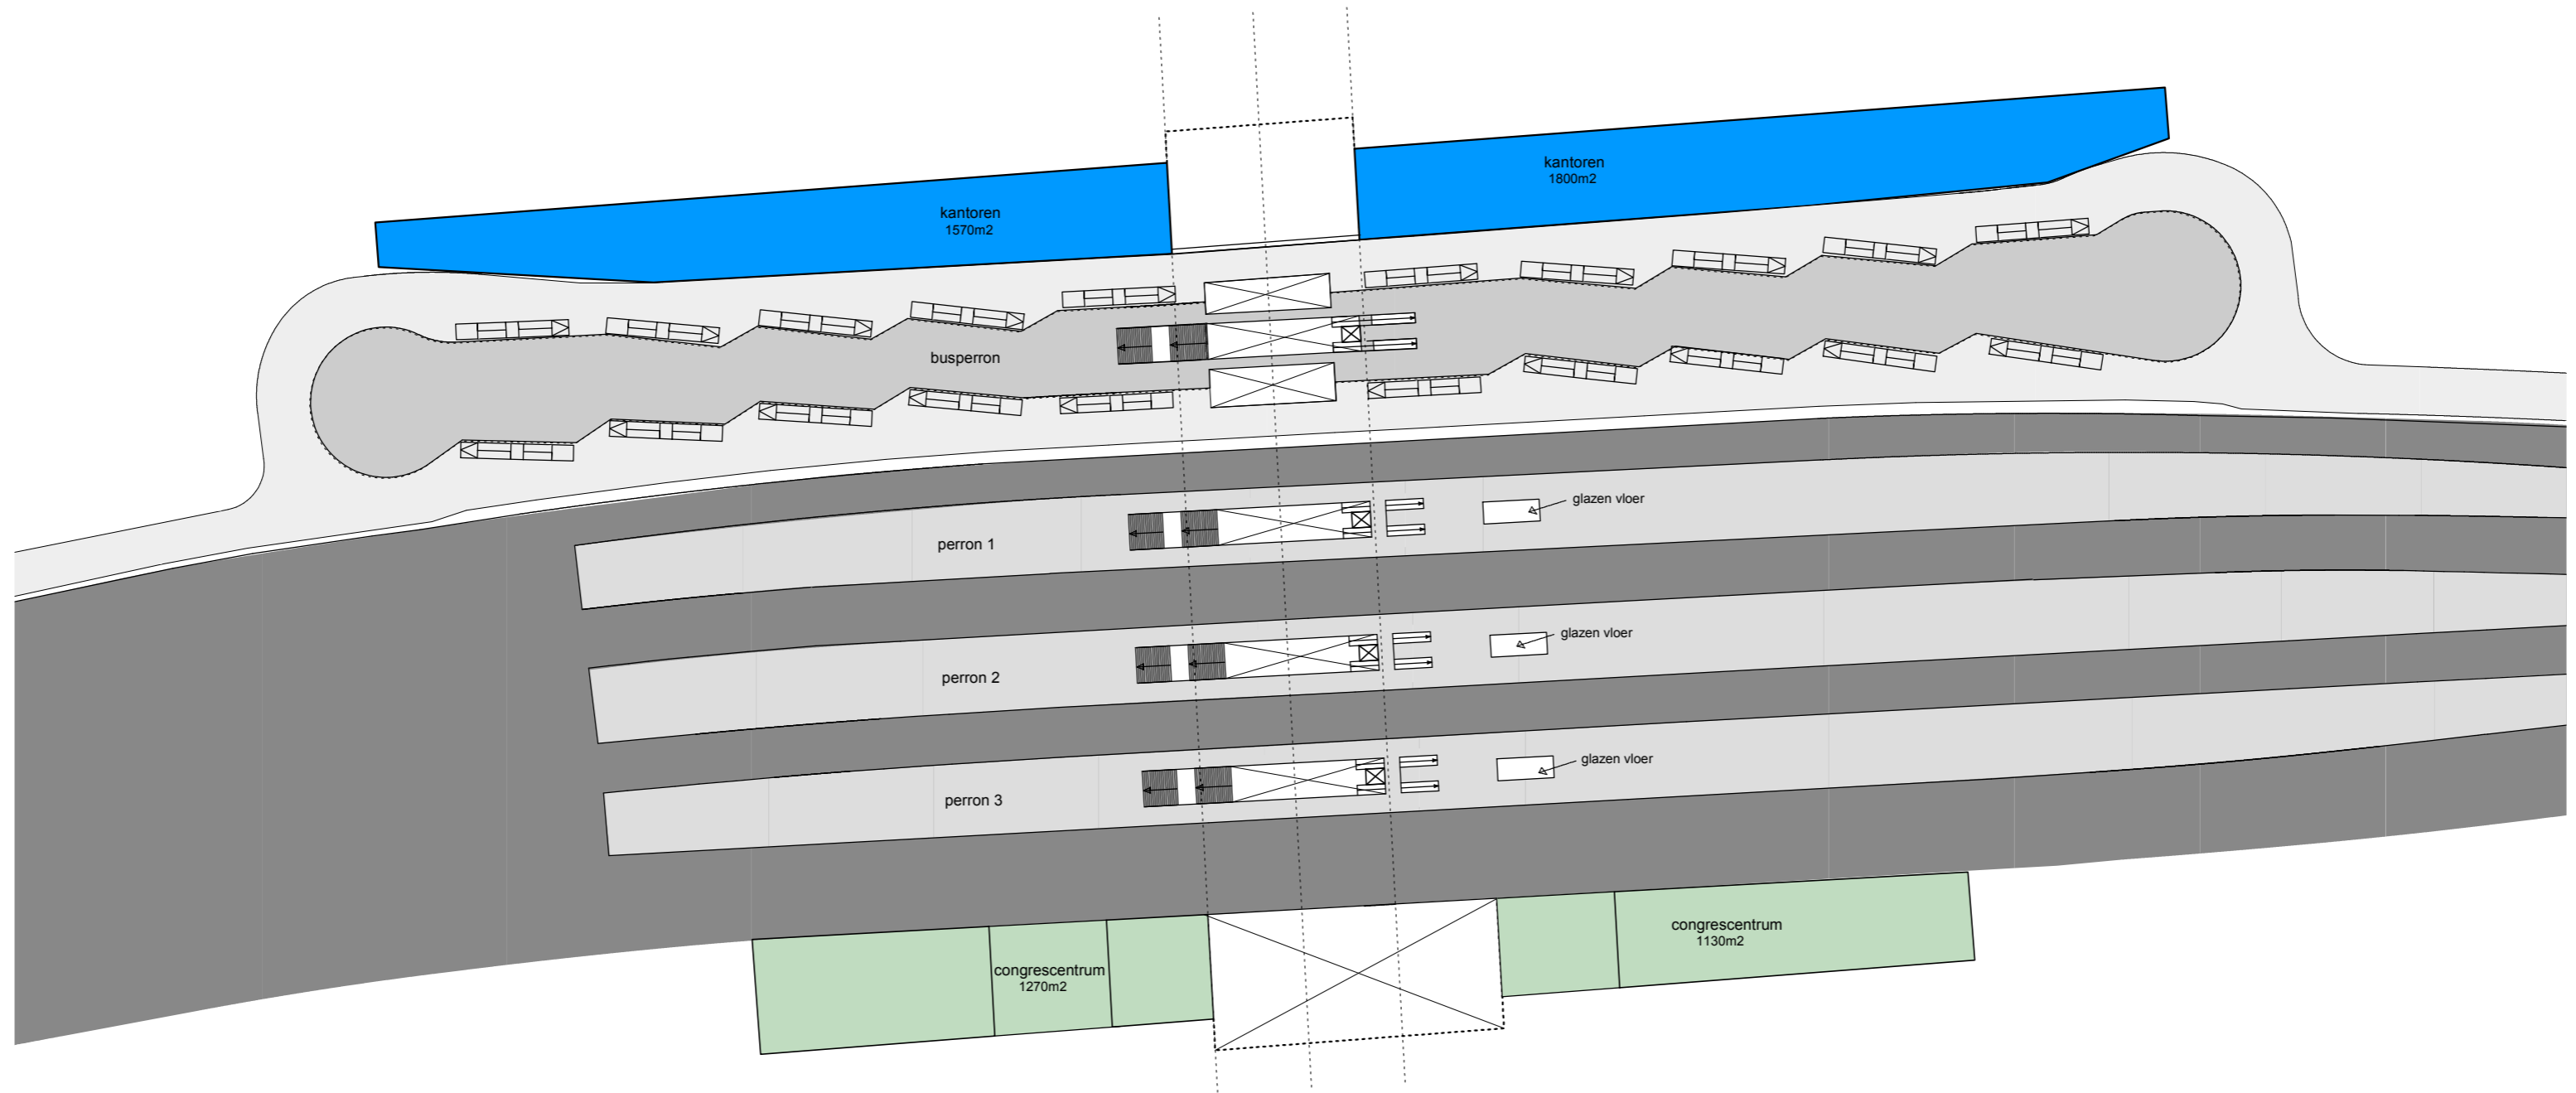 kantoren
1800m2
kantoren
1570m2
busperron
glazen vloer
perron 1
glazen vloer
perron 2
glazen vloer
perron 3
congrescentrum
1130m2
congrescentrum
1270m2